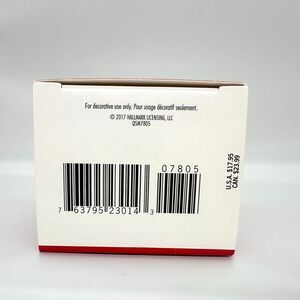 For decorative use only. Pour usage décoratif seulement.
© 2017 HALLMARK LICENSING, LLC
QSM7805
07805
7 63795 23014 3
U.S.A. $17.95
CAN. $23.99